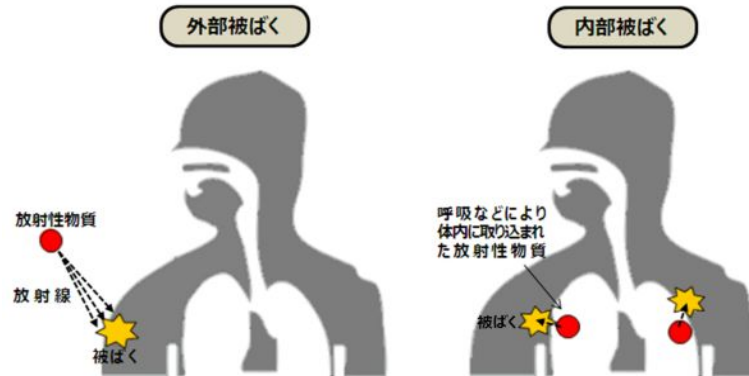 外部被ばく
放射性物質
放射線
被ばく
内部被ばく
呼吸などにより
体内に取り込まれ
た放射性物質
被ばく